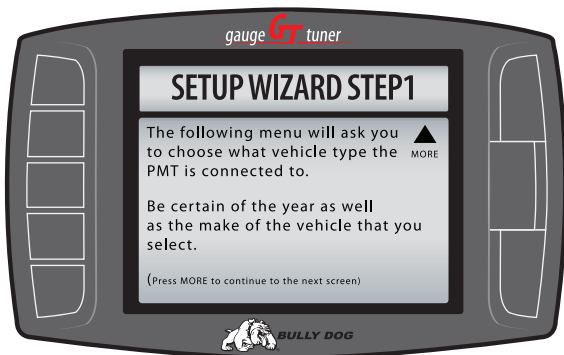 gauge GT tuner
SETUP WIZARD STEP1
The following menu will ask you
to choose what vehicle type the
PMT is connected to.
MORE
Be certain of the year as well
as the make of the vehicle that you
select.
(Press MORE to continue to the next screen)
BULLY DOG